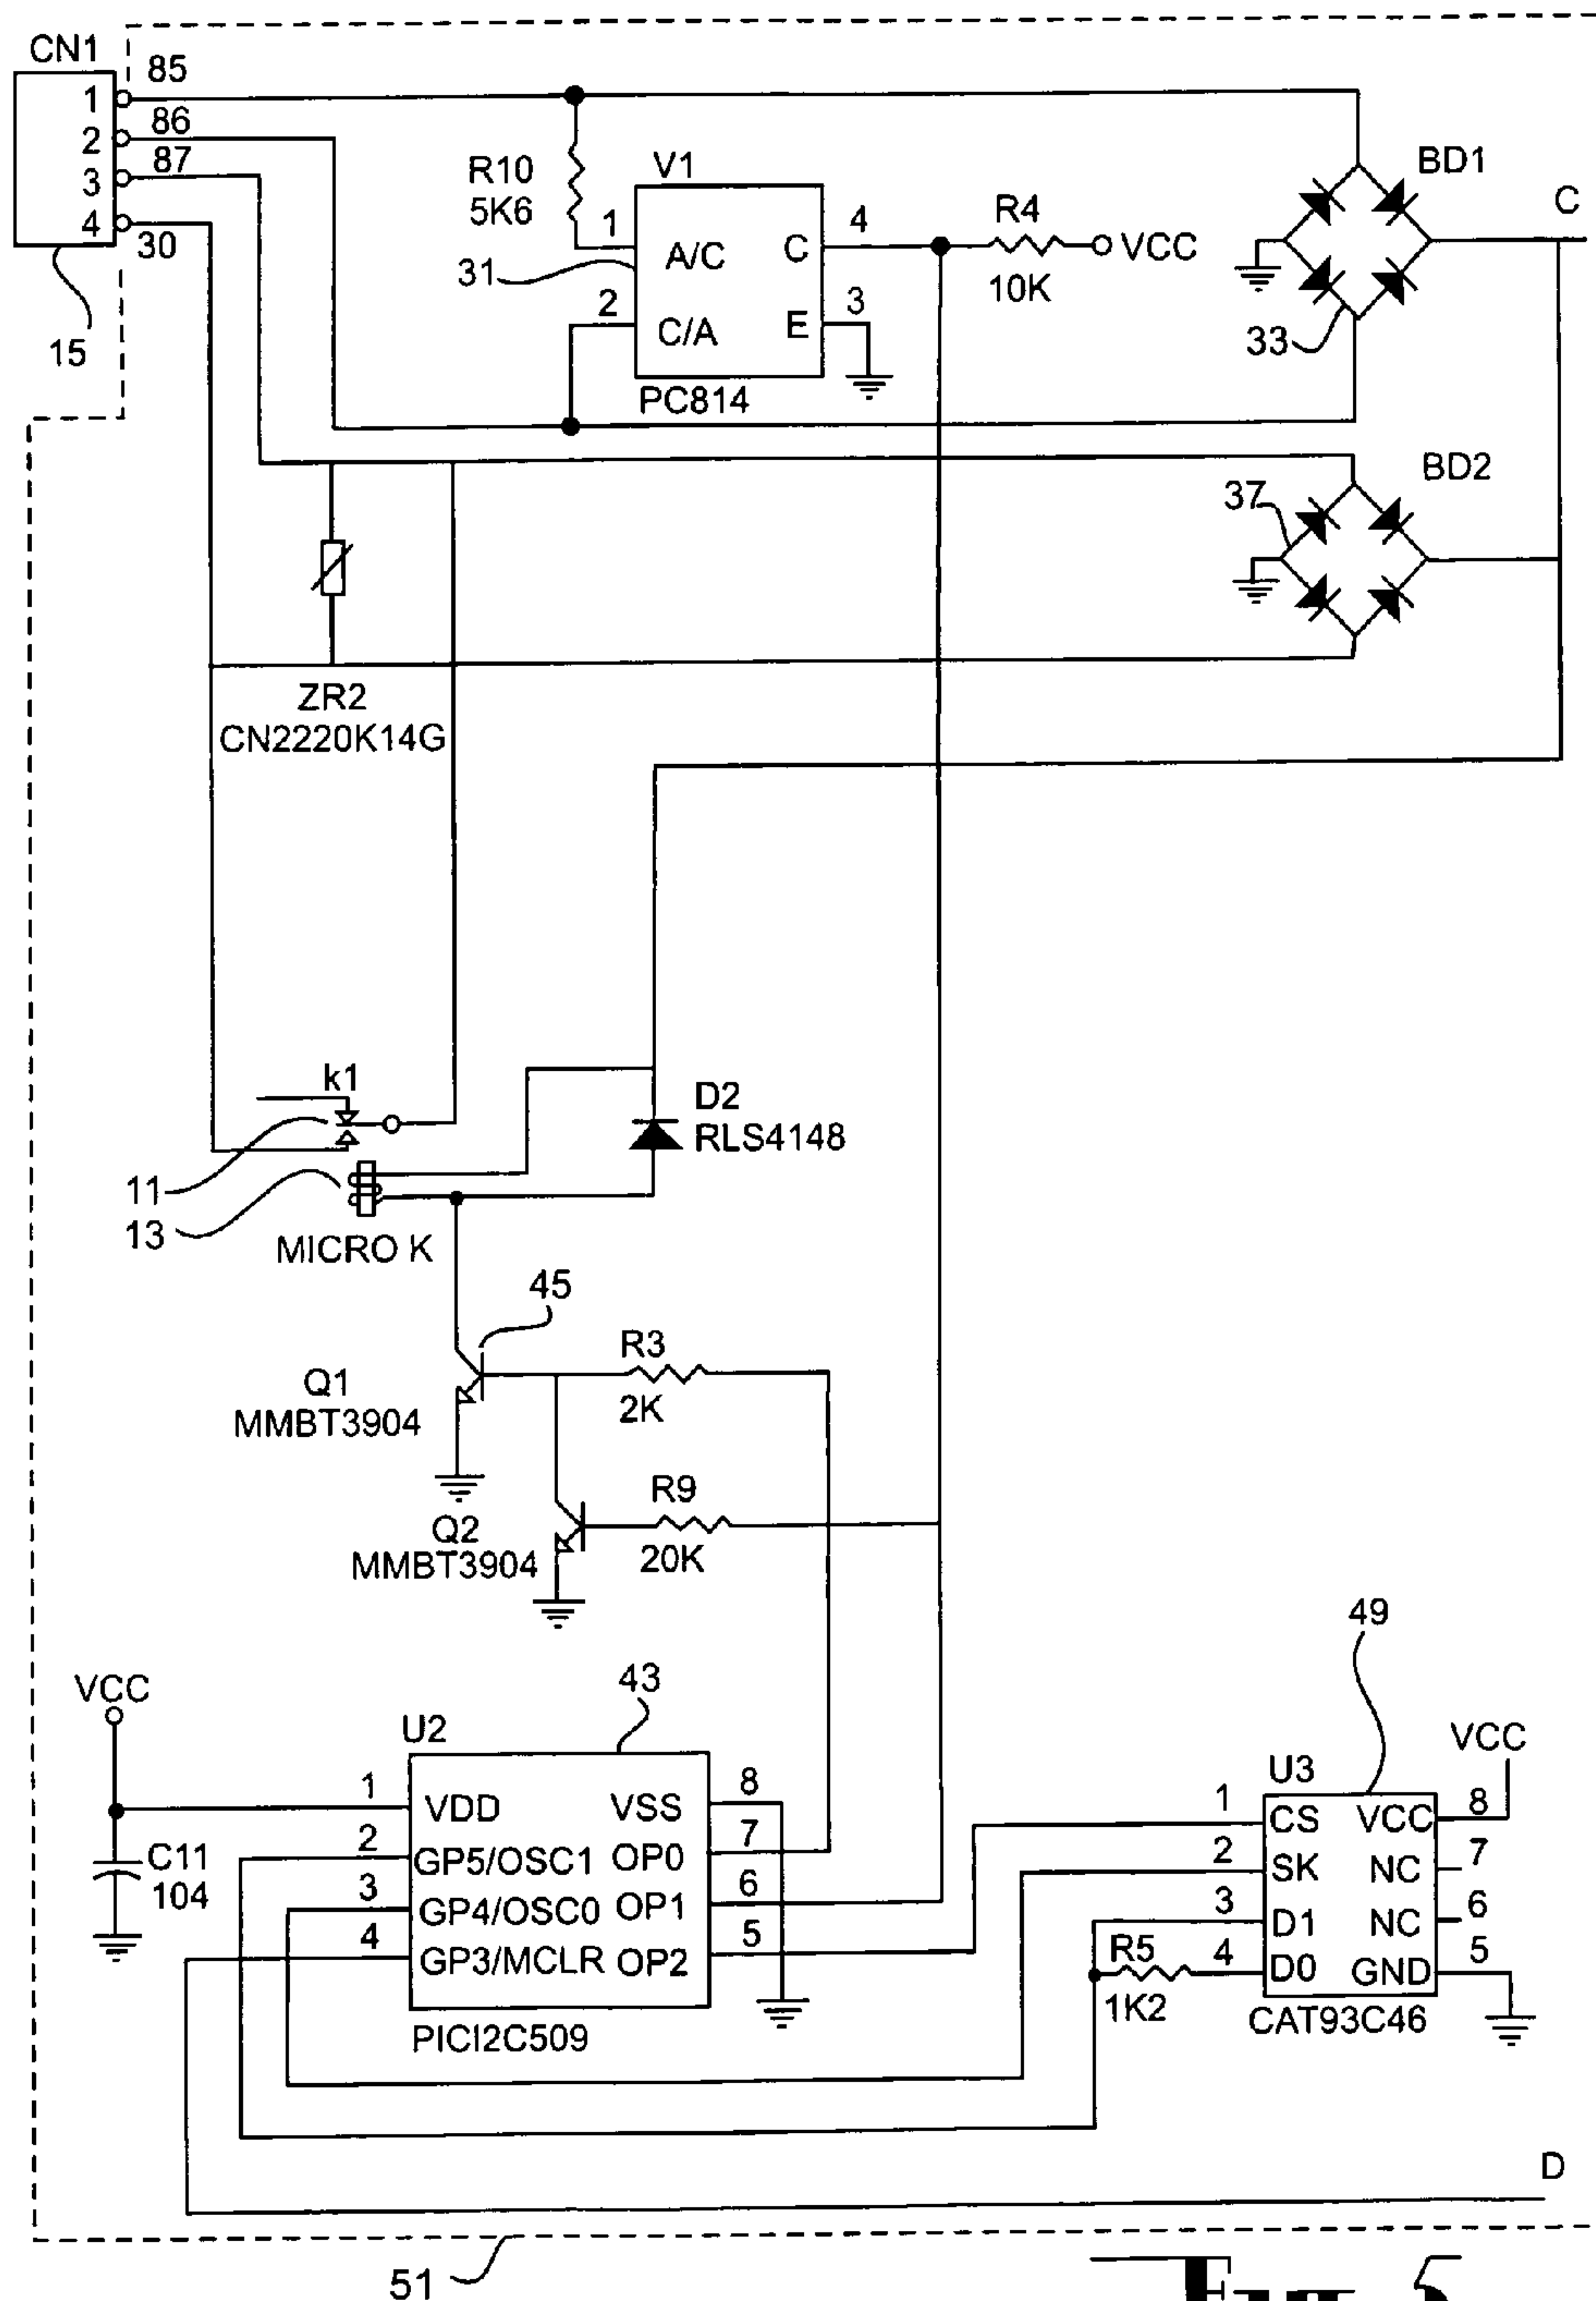 CN1
85
1
86
2
87
3
4
30
15
R10
5K6
V1
1
A/C
C
4
31
2
C/A
E
3
PC814
R4
VCC
10K
BD1
C
33
BD2
37
ZR2
CN2220K14G
k1
D2
RLS4148
11
13
MICRO K
45
R3
2K
Q1
MMBT3904
R9
20K
Q2
MMBT3904
VCC
C11
104
U2
43
1
VDD
VSS
8
2
GP5/OSC1
OP0
7
3
GP4/OSC0
OP1
6
4
GP3/MCLR
OP2
5
PICI2C509
49
VCC
U3
1
CS
VCC
8
2
SK
NC
7
3
D1
NC
6
R5
4
D0
GND
5
1K2
CAT93C46
D
51